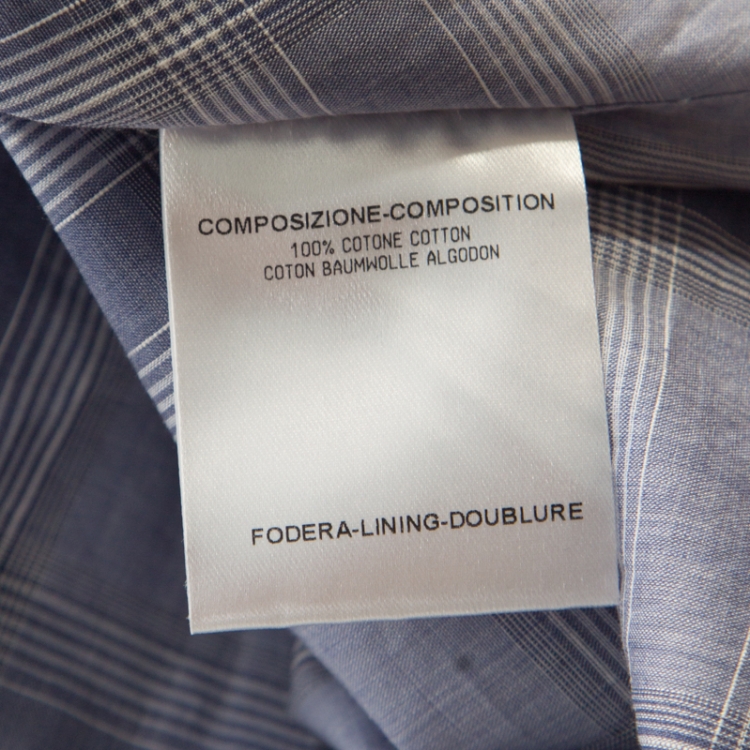 COMPOSIZIONE-COMPOSITION
100% COTONE COTTON
COTON BAUMWOLLE ALGODON
FODERA-LINING-DOUBLURE